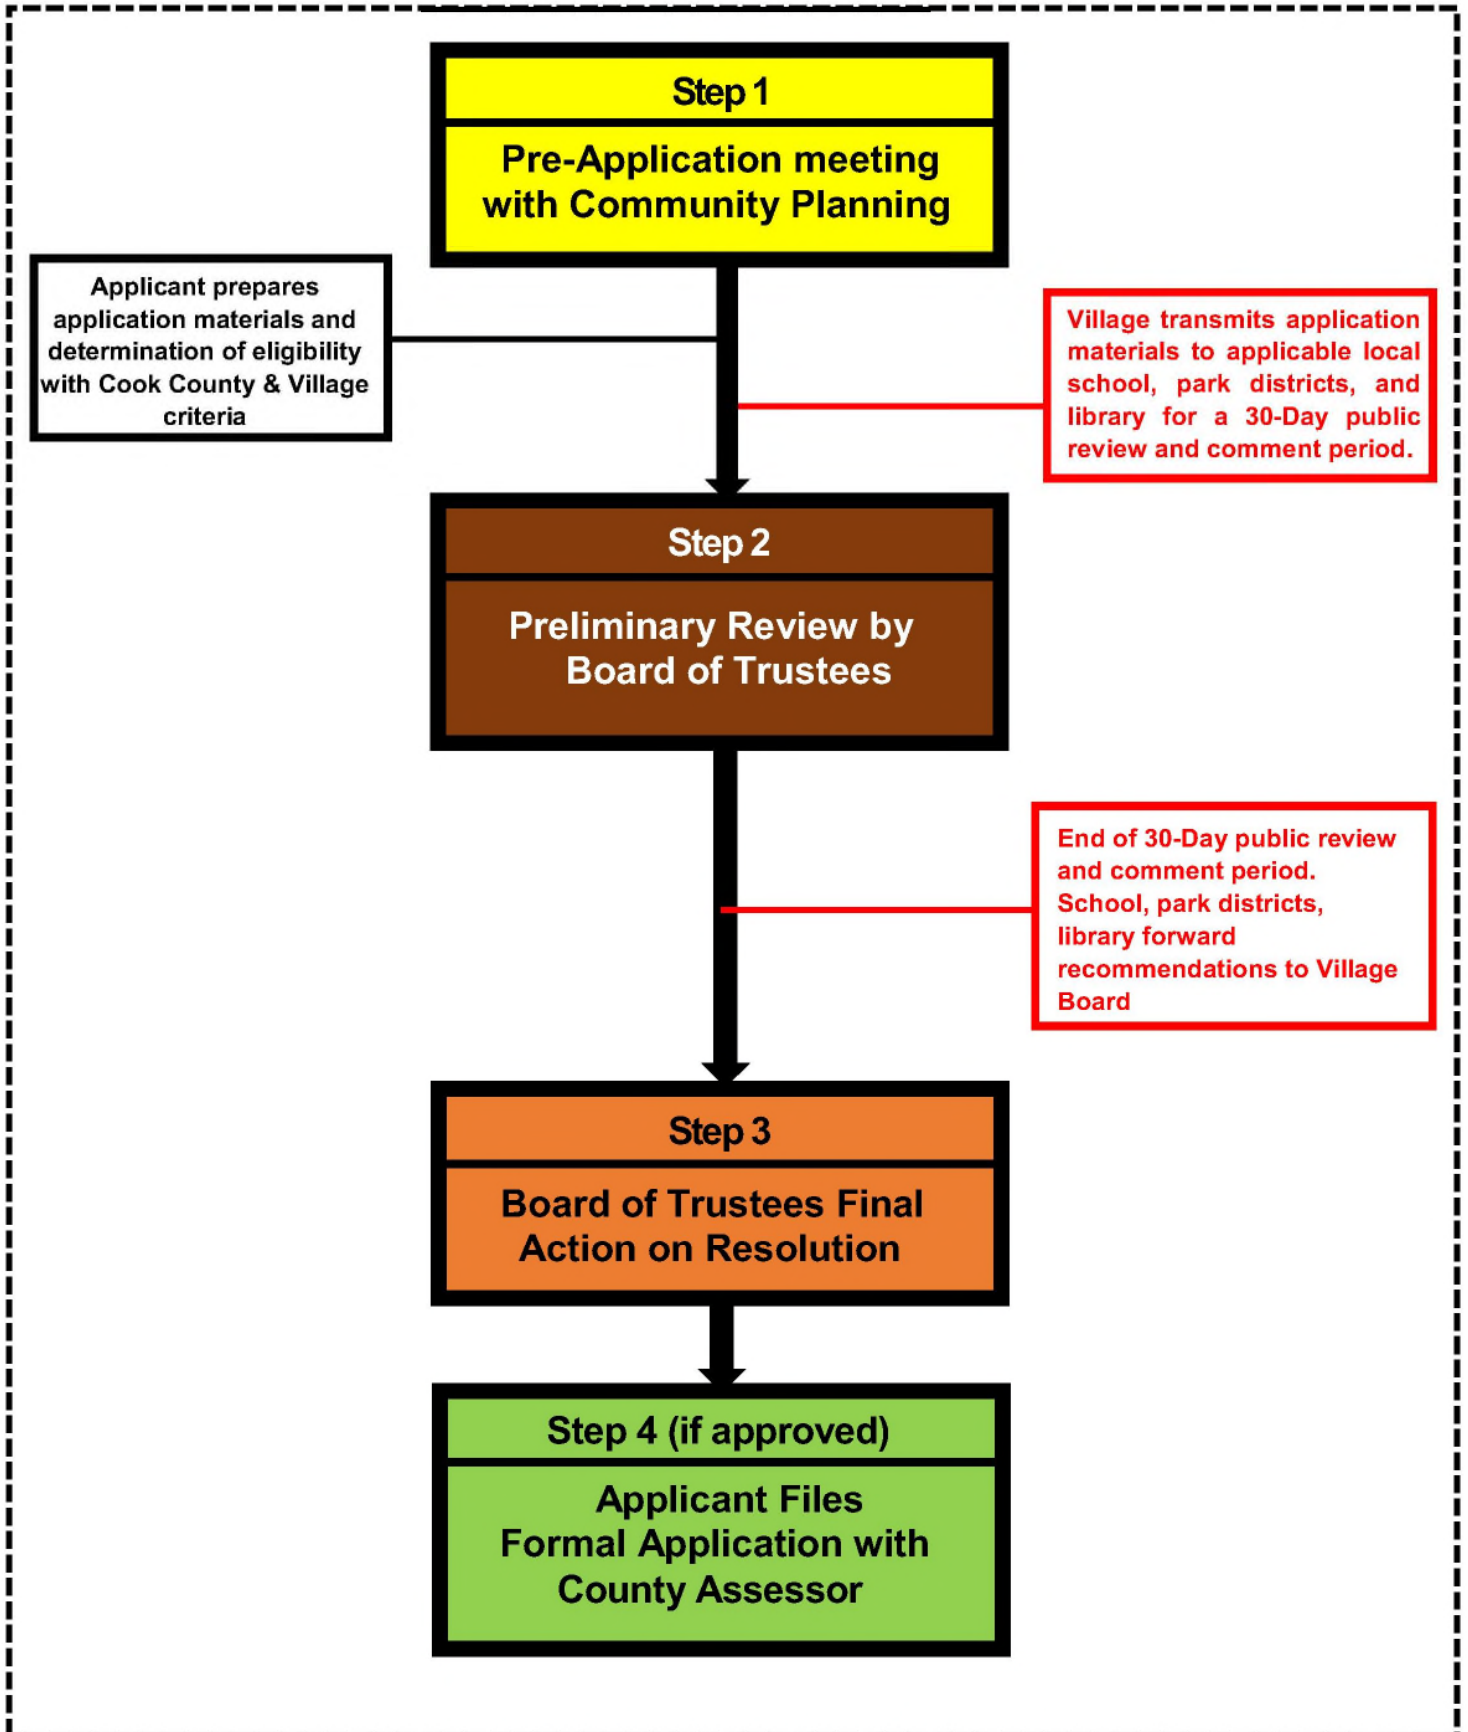 Step 1
Pre-Application meeting
with Community Planning
Applicant prepares
application materials and
determination of eligibility
with Cook County & Village
criteria
Village transmits application
materials to applicable local
school, park districts, and
library for a 30-Day public
review and comment period.
Step 2
Preliminary Review by
Board of Trustees
End of 30-Day public review
and comment period.
School, park districts,
library forward
recommendations to Village
Board
Step 3
Board of Trustees Final
Action on Resolution
Step 4 (if approved)
Applicant Files
Formal Application with
County Assessor